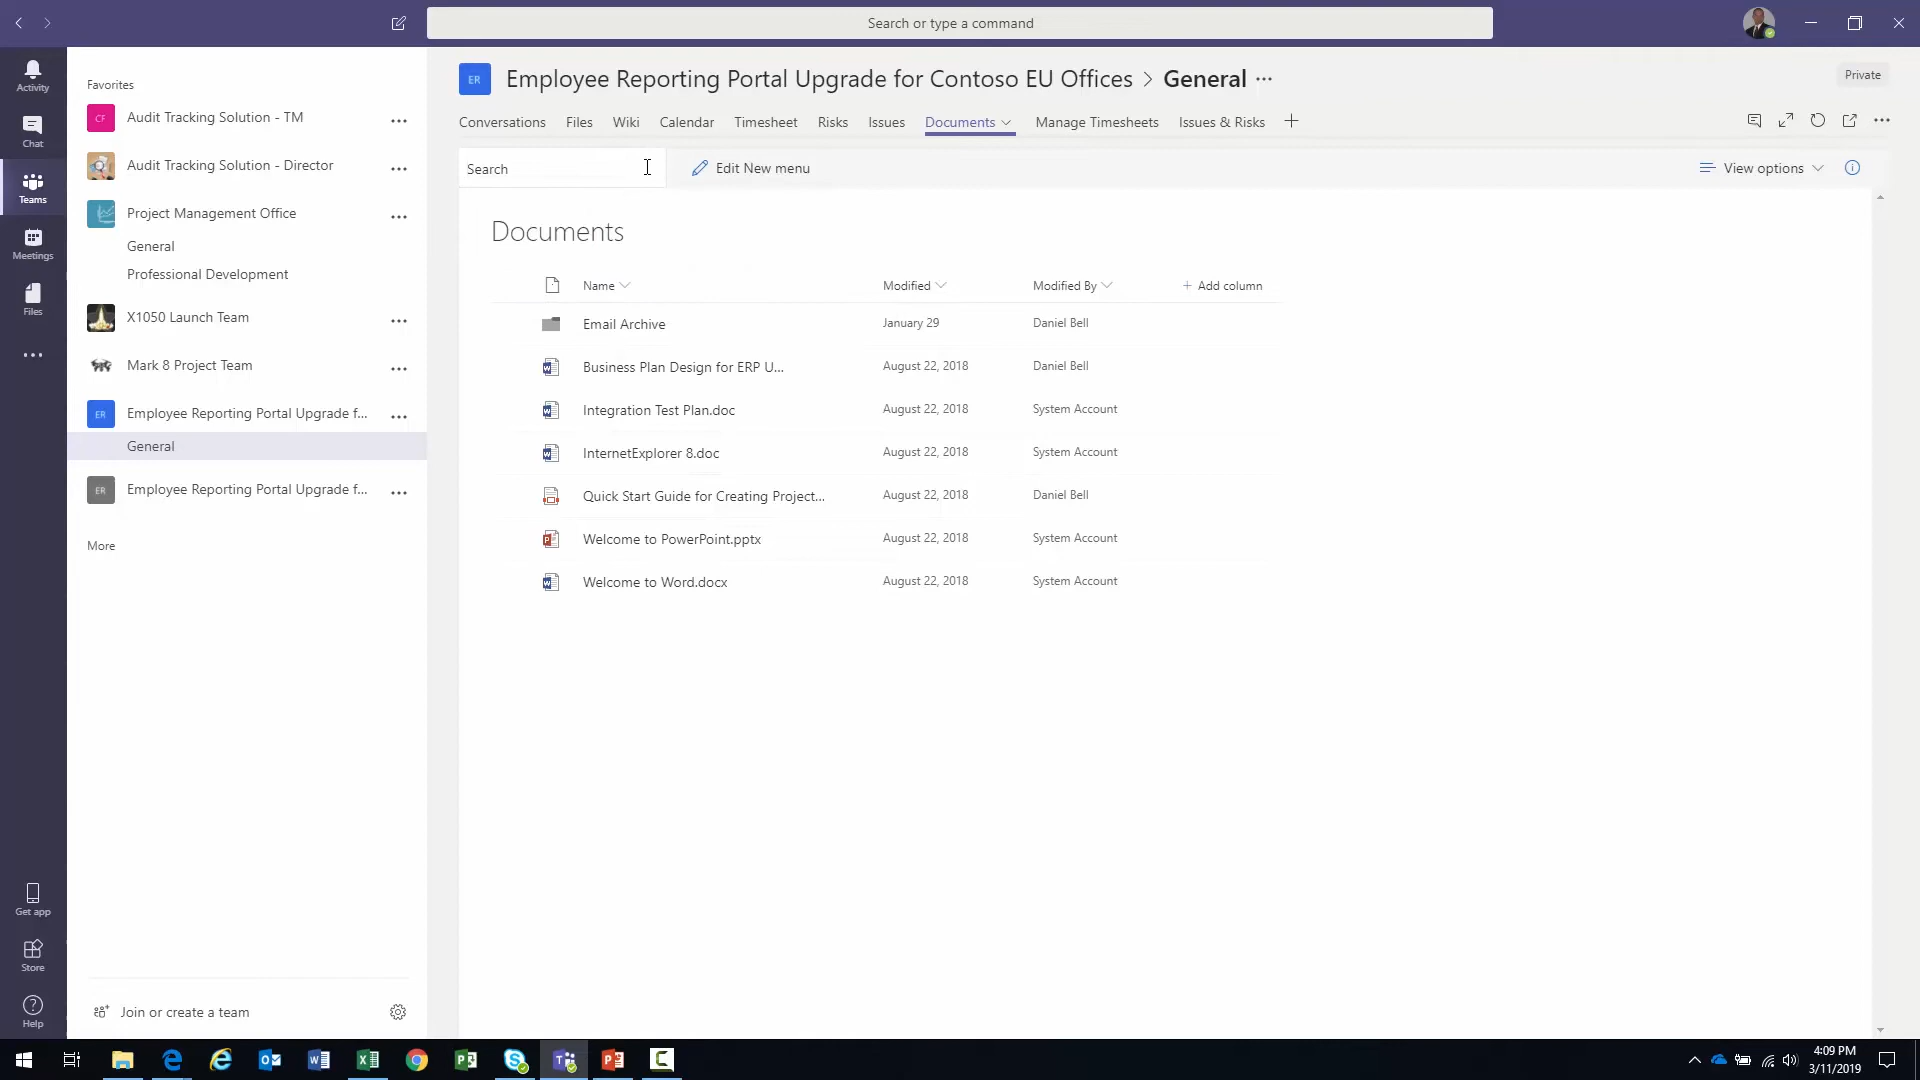 Search or type a command
Activity
Chat
Teams
Meetings
Files
Get app
Store
Help
Favorites
CF Audit Tracking Solution - TM
Audit Tracking Solution - Director
Project Management Office
General
Professional Development
X1050 Launch Team
Mark 8 Project Team
ER Employee Reporting Portal Upgrade f...
General
ER Employee Reporting Portal Upgrade f...
More
Join or create a team
ER Employee Reporting Portal Upgrade for Contoso EU Offices > General ...
Private
Conversations Files Wiki Calendar Timesheet Risks Issues Documents Manage Timesheets Issues & Risks
Search Edit New menu View options
Documents
Name Modified Modified By + Add column
Email Archive January 29 Daniel Bell
Business Plan Design for ERP U... August 22, 2018 Daniel Bell
Integration Test Plan.doc August 22, 2018 System Account
InternetExplorer 8.doc August 22, 2018 System Account
Quick Start Guide for Creating Project... August 22, 2018 Daniel Bell
Welcome to PowerPoint.pptx August 22, 2018 System Account
Welcome to Word.docx August 22, 2018 System Account
4:09 PM
3/11/2019